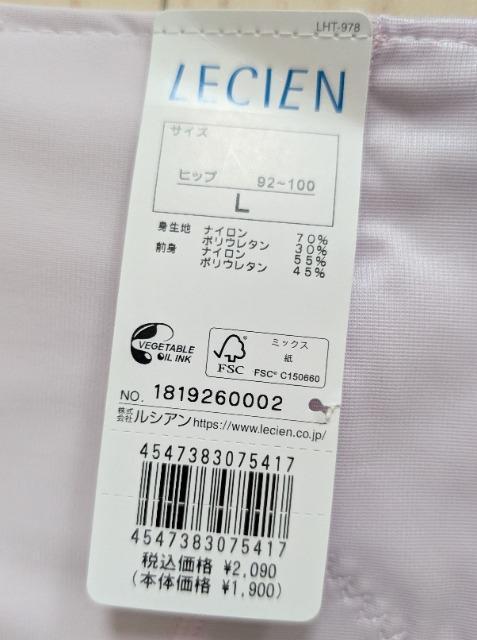 LHT-978
LECIEN
サイズ
ヒップ 92~100
L
身生地 ナイロン 70%
ポリウレタン 30%
前身 ナイロン 55%
ポリウレタン 45%
VEGETABLE
OIL INK
ミックス
紙
FSC
FSC® C150660
NO. 1819260002
株式会社ルシアン https://www.lecien.co.jp/
4547383075417
4547383075417
税込価格 ¥2,090
(本体価格 ¥1,900)